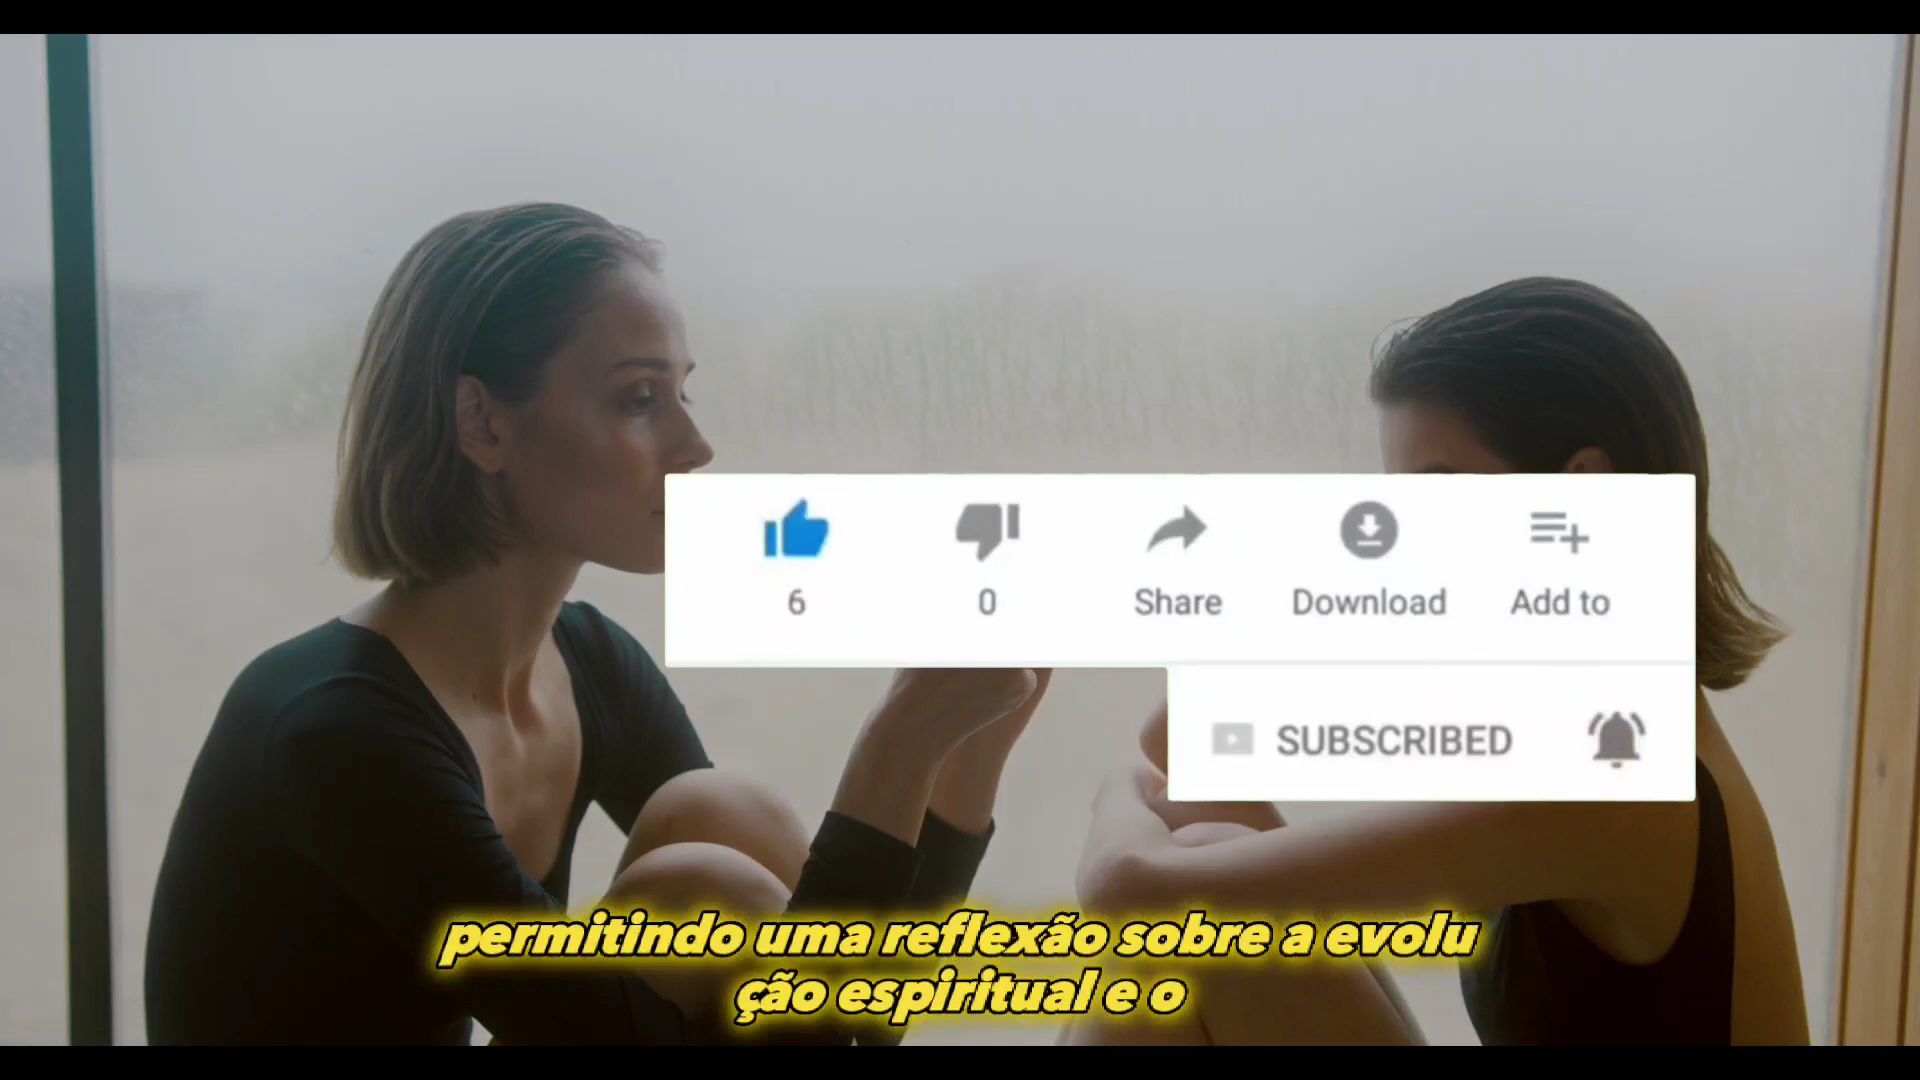 6
0
Share
Download
Add to
SUBSCRIBED
permitindo uma reflexão sobre a evolu
ção espiritual e o